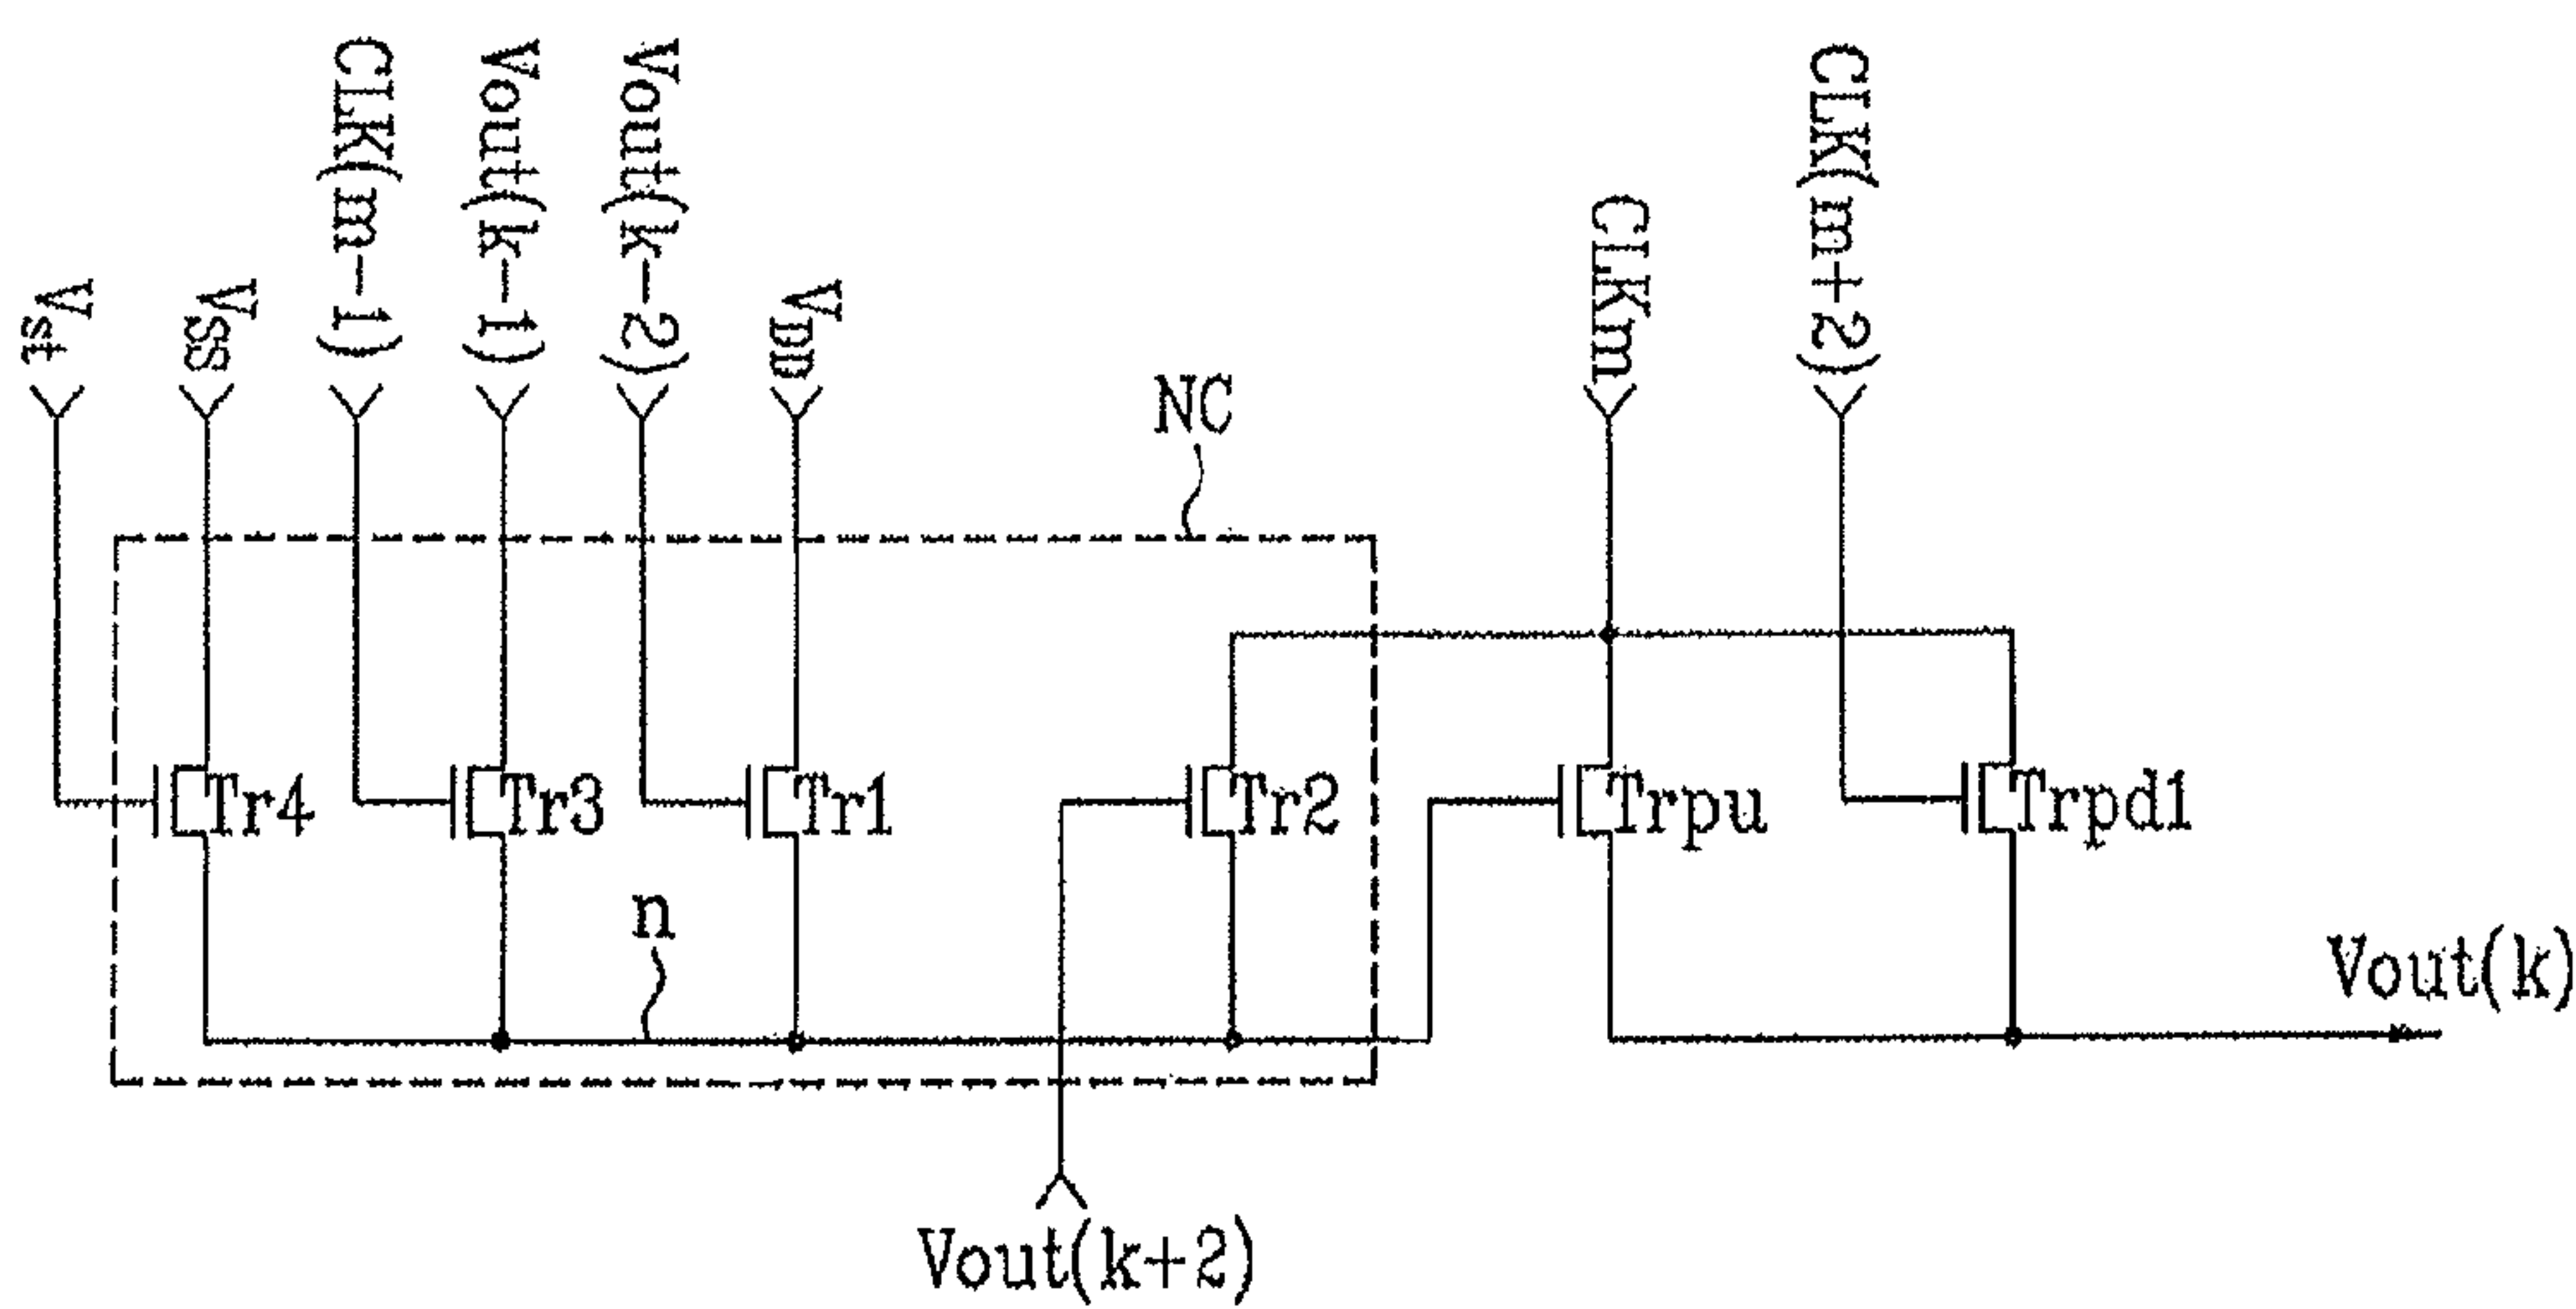 Vst
VSS
CLK(m-1)
Vout(k-1)
Vout(k-2)
VDD
NC
CLKm
CLK(m+2)
Tr4
Tr3
Tr1
Tr2
Trpu
Trpd1
n
Vout(k)
Vout(k+2)